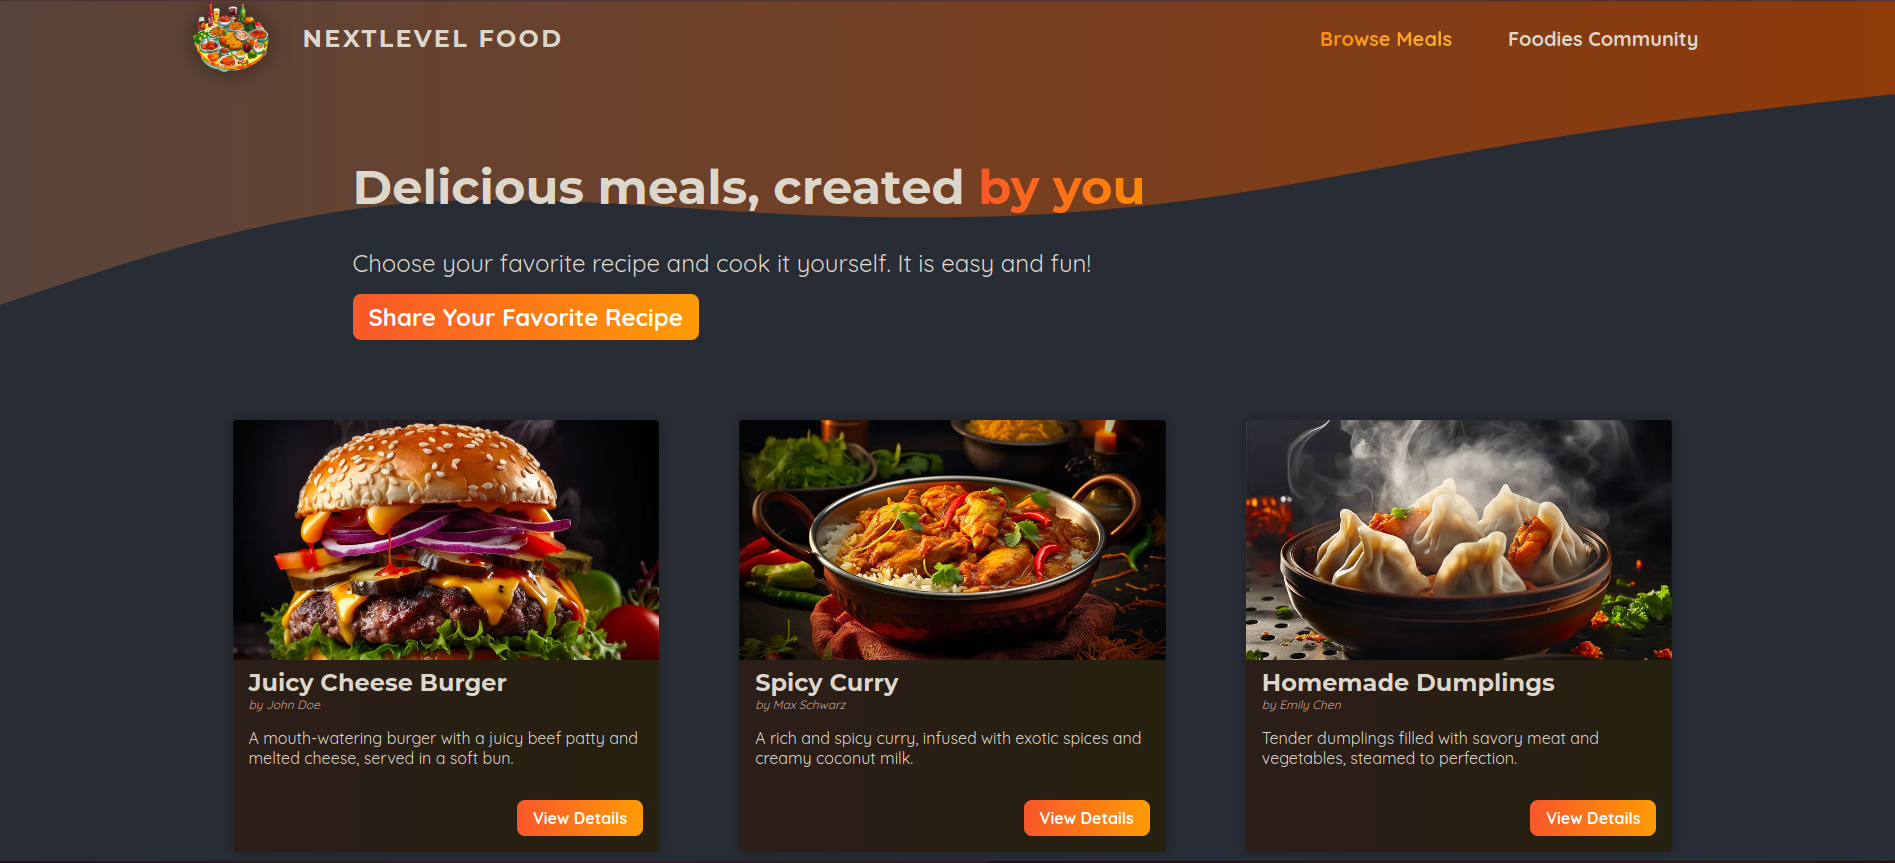 NEXTLEVEL FOOD
Browse Meals
Foodies Community
Delicious meals, created by you
Choose your favorite recipe and cook it yourself. It is easy and fun!
Share Your Favorite Recipe
Juicy Cheese Burger
by John Doe
A mouth-watering burger with a juicy beef patty and
melted cheese, served in a soft bun.
View Details
Spicy Curry
by Max Schwarz
A rich and spicy curry, infused with exotic spices and
creamy coconut milk.
View Details
Homemade Dumplings
by Emily Chen
Tender dumplings filled with savory meat and
vegetables, steamed to perfection.
View Details